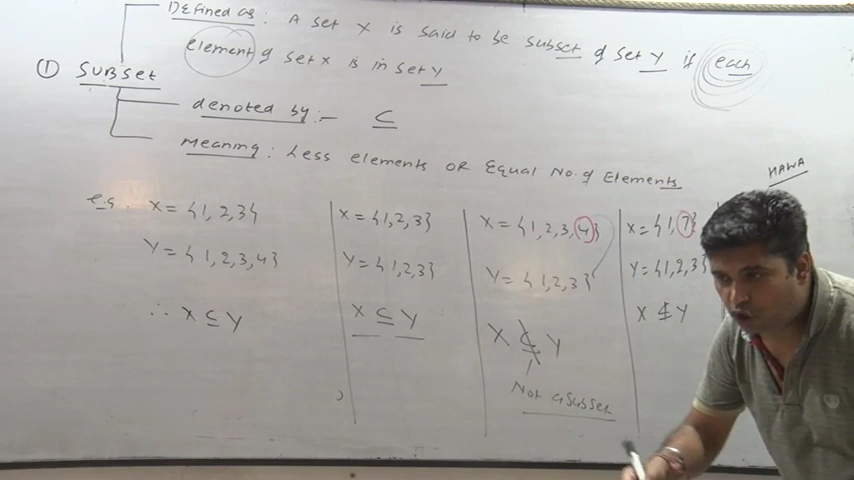 Defined as : A set X is said to be subset of set Y if each
element of set X is in set Y
① SUBSET
denoted by :- ⊆
Meaning : Less elements OR Equal No. of Elements
HAWA
e.g. X = {1, 2, 3}
Y = {1, 2, 3, 4}
∴ X ⊆ Y
X = {1, 2, 3}
Y = {1, 2, 3}
X ⊆ Y
X = {1, 2, 3, 4}
Y = {1, 2, 3}
X ⊈ Y
Not a subset
X = {1, 7}
Y = {1, 2, 3}
X ⊈ Y